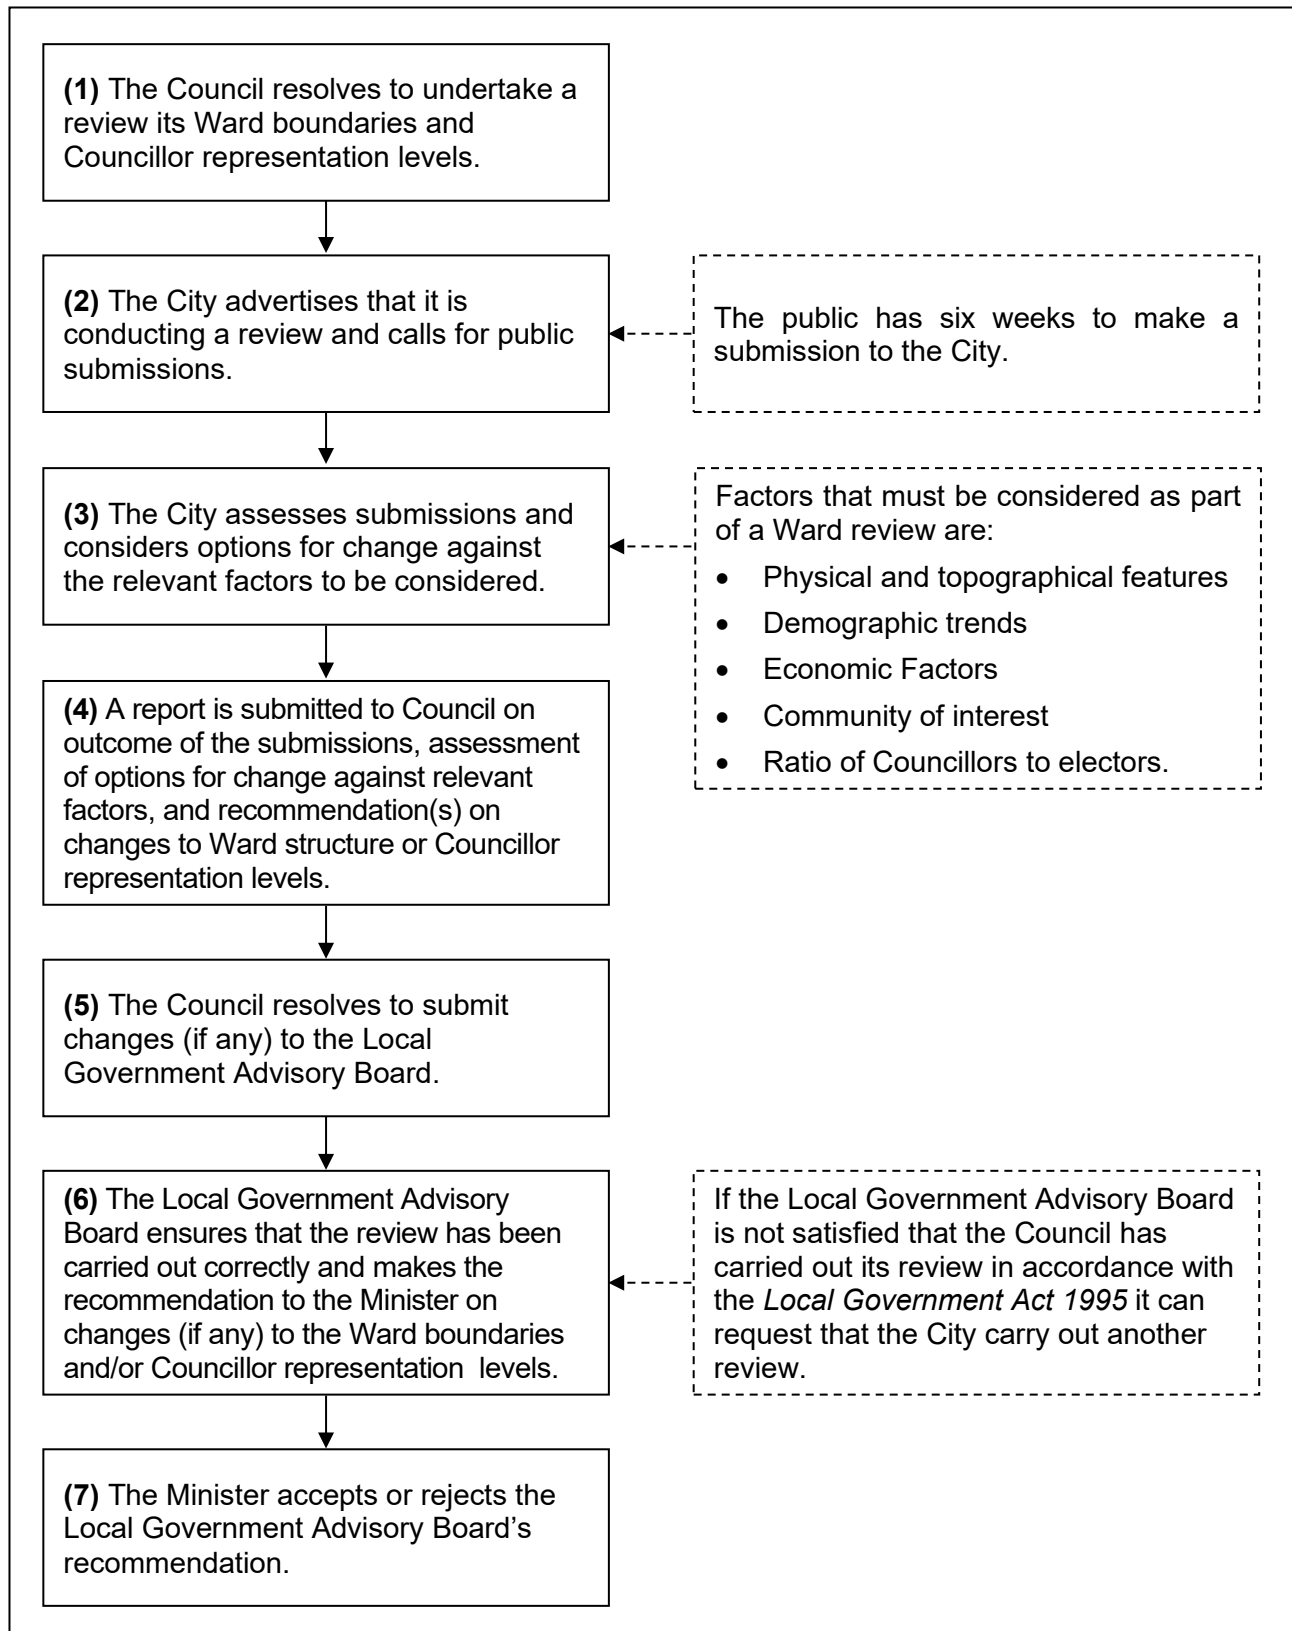 (1) The Council resolves to undertake a
review its Ward boundaries and
Councillor representation levels.
(2) The City advertises that it is
conducting a review and calls for public
submissions.
The public has six weeks to make a
submission to the City.
(3) The City assesses submissions and
considers options for change against
the relevant factors to be considered.
Factors that must be considered as part
of a Ward review are:
• Physical and topographical features
• Demographic trends
• Economic Factors
• Community of interest
• Ratio of Councillors to electors.
(4) A report is submitted to Council on
outcome of the submissions, assessment
of options for change against relevant
factors, and recommendation(s) on
changes to Ward structure or Councillor
representation levels.
(5) The Council resolves to submit
changes (if any) to the Local
Government Advisory Board.
(6) The Local Government Advisory
Board ensures that the review has been
carried out correctly and makes the
recommendation to the Minister on
changes (if any) to the Ward boundaries
and/or Councillor representation levels.
If the Local Government Advisory Board
is not satisfied that the Council has
carried out its review in accordance with
the Local Government Act 1995 it can
request that the City carry out another
review.
(7) The Minister accepts or rejects the
Local Government Advisory Board’s
recommendation.